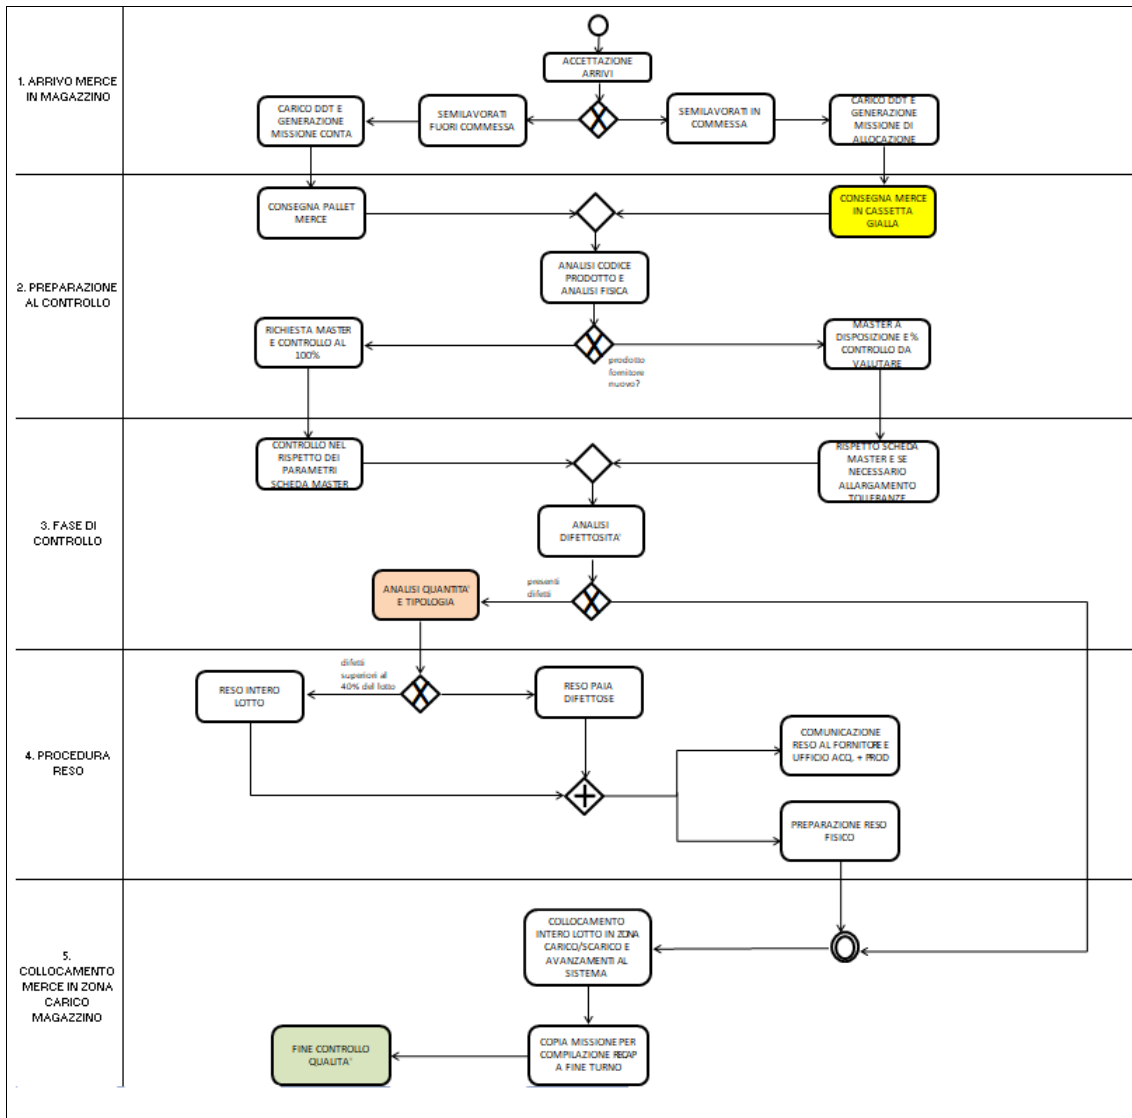 1. ARRIVO MERCE
IN MAGAZZINO
ACCETTAZIONE
ARRIVI
CARICO DDT E
GENERAZIONE
MISSIONE CONTA
SEMILAVORATI
FUORI COMMESSA
SEMILAVORATI IN
COMMESSA
CARICO DDT E
GENERAZIONE
MISSIONE DI
ALLOCAZIONE
2. PREPARAZIONE
AL CONTROLLO
CONSEGNA PALLET
MERCE
CONSEGNA MERCE
IN CASSETTA
GIALLA
ANALISI CODICE
PRODOTTO E
ANALISI FISICA
RICHIESTA MASTER
E CONTROLLO AL
100%
prodotto
fornitore
nuovo?
MASTER A
DISPOSIZIONE E %
CONTROLLO DA
VALUTARE
3. FASE DI
CONTROLLO
CONTROLLO NEL
RISPETTO DEI
PARAMETRI
SCHEDA MASTER
RISPETTO SCHEDA
MASTER E SE
NECESSARIO
ALLARGAMENTO
TOLLERANZE
ANALISI
DIFETTOSITA'
ANALISI QUANTITA'
E TIPOLOGIA
presenti
difetti
4. PROCEDURA
RESO
RESO INTERO
LOTTO
difetti
superiori al
40% del lotto
RESO PAIA
DIFETTOSE
COMUNICAZIONE
RESO AL FORNITORE E
UFFICIO ACQ. + PROD
PREPARAZIONE RESO
FISICO
5.
COLLOCAMENTO
MERCE IN ZONA
CARICO
MAGAZZINO
COLLOCAMENTO
INTERO LOTTO IN ZONA
CARICO/SCARICO E
AVANZAMENTI AL
SISTEMA
COPIA MISSIONE PER
COMPILAZIONE RECAP
A FINE TURNO
FINE CONTROLLO
QUALITA'